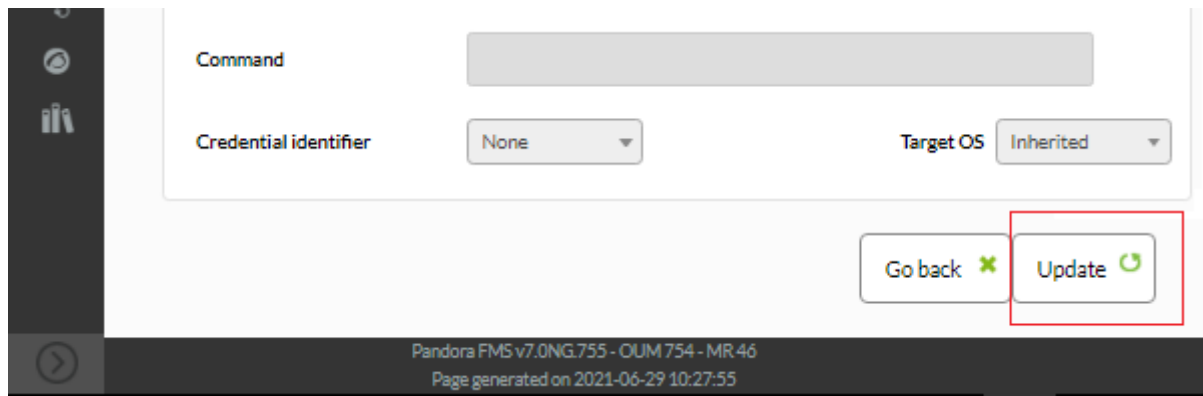 Command
Credential identifier None Target OS Inherited
Go back Update
Pandora FMS v7.0NG.755 - OUM 754 - MR 46
Page generated on 2021-06-29 10:27:55